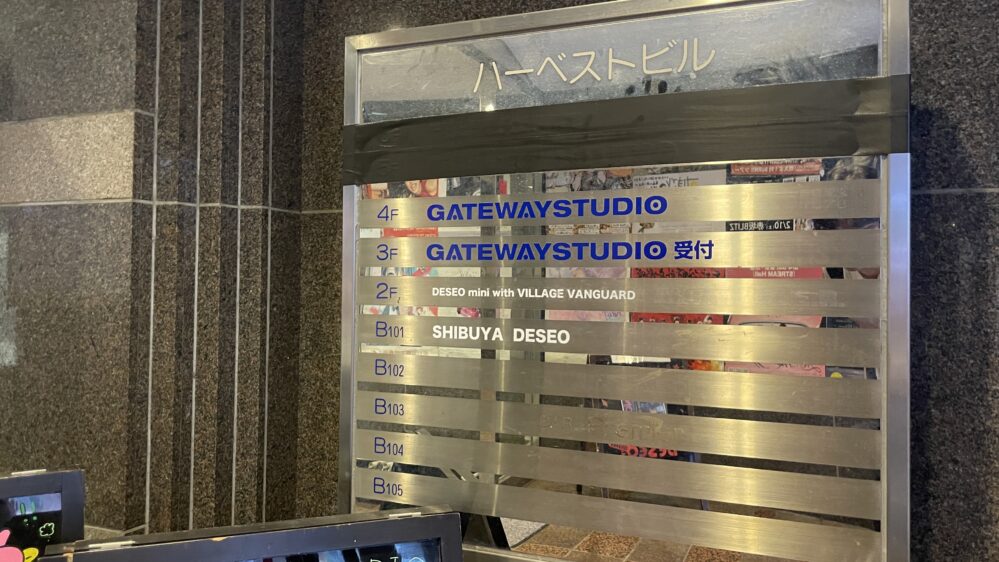 ハーベストビル
4F GATEWAYSTUDIO
3F GATEWAYSTUDIO 受付
2F DESEO mini with VILLAGE VANGUARD
B101 SHIBUYA DESEO
B102
B103
B104
B105